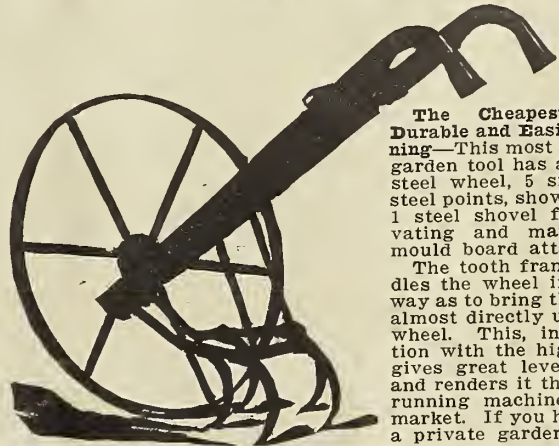 The Cheapest
Durable and Easi
ning—This most
garden tool has a
steel wheel, 5 s
steel points, show
1 steel shovel f
vating and ma
mould board att
The tooth fram
dles the wheel i
way as to bring th
almost directly u
wheel. This, in
tion with the hig
gives great leve
and renders it th
running machine
market. If you h
a private garden